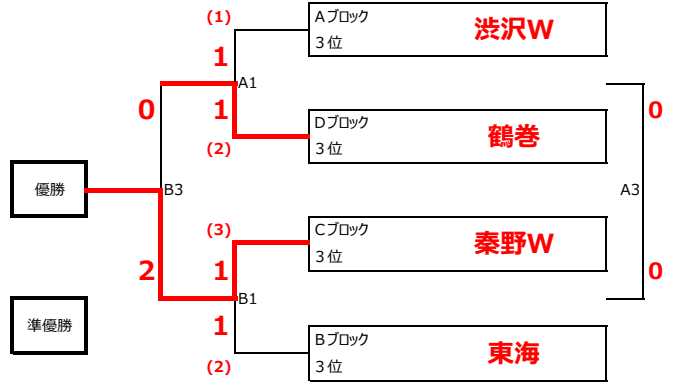 (1)
Aブロック
3位
渋沢W
1
A1
0
1
Dブロック
3位
鶴巻
(2)
0
優勝
B3
A3
(3)
Cブロック
3位
秦野W
2
1
0
B1
準優勝
1
Bブロック
3位
東海
(2)